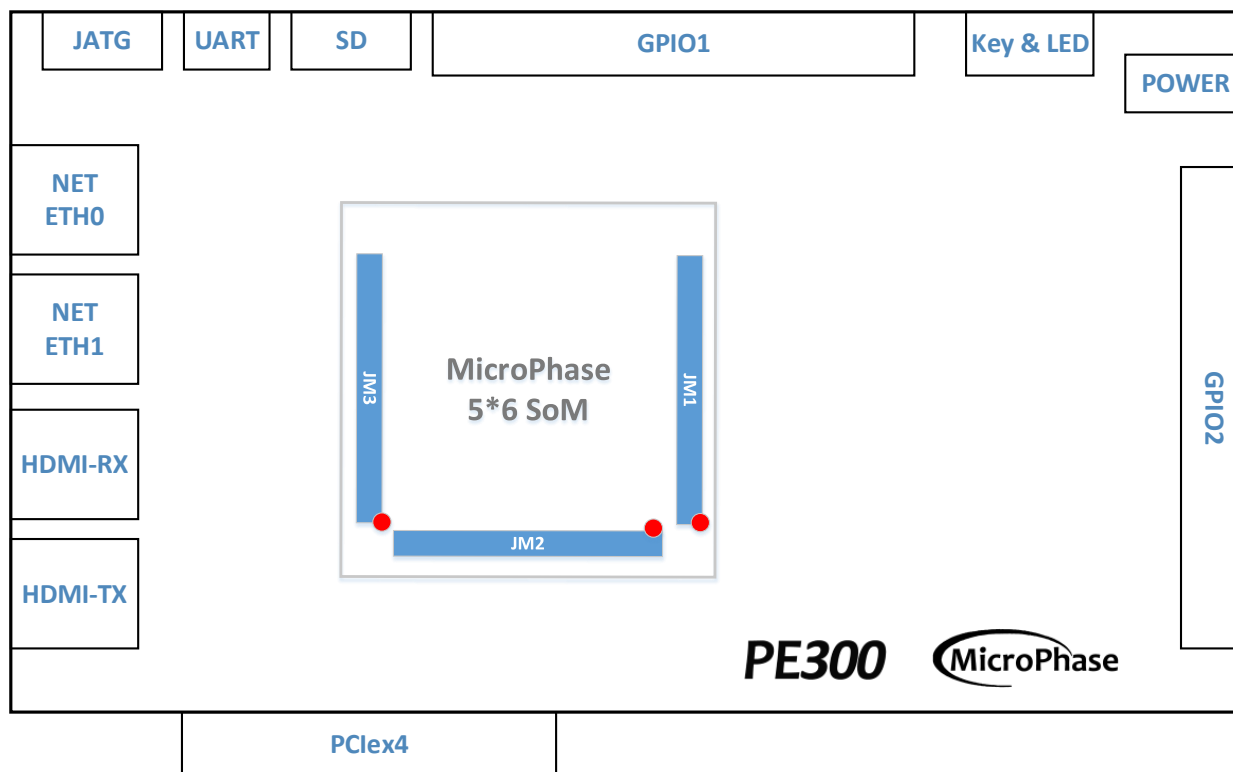 JATG
UART
SD
GPIO1
Key & LED
POWER
NET
ETH0
NET
ETH1
HDMI-RX
HDMI-TX
MicroPhase
5*6 SoM
JM3
JM1
JM2
GPIO2
PE300
MicroPhase
PCIex4